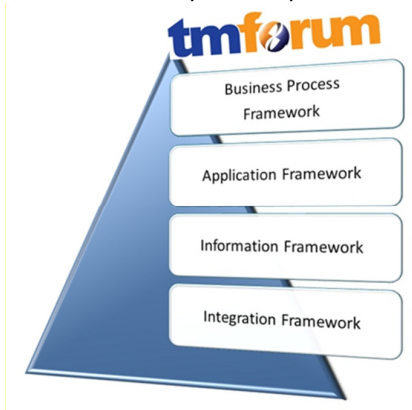 tmforum
Business Process
Framework
Application Framework
Information Framework
Integration Framework